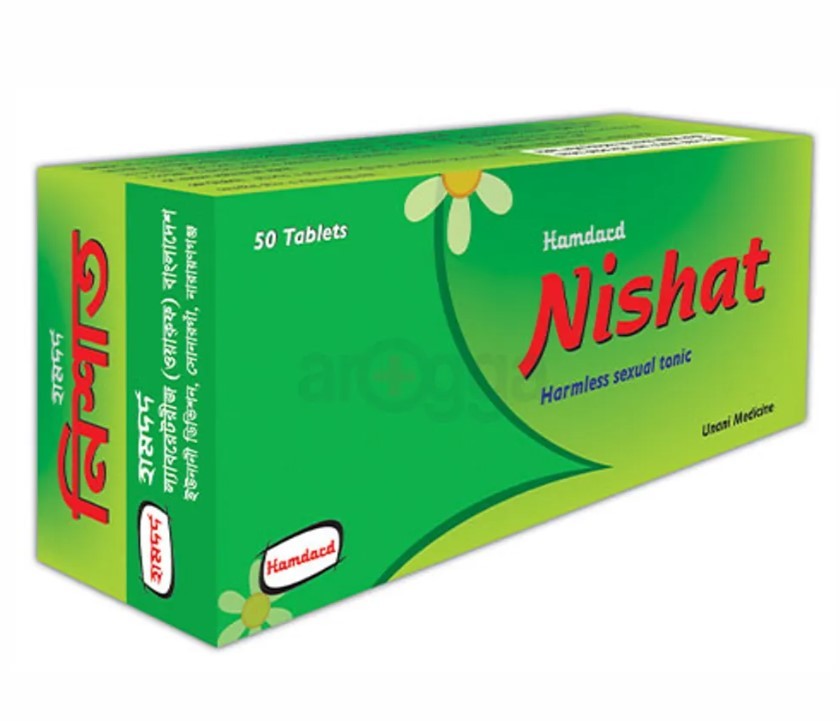 হামদর্দ
নিশাত
হামদর্দ
ল্যাবরেটরীজ (ওয়াক্‌ফ) বাংলাদেশ
ইউনানী ডিভিশন, সোনারগাঁ, নারায়ণগঞ্জ
হামদর্দ
50 Tablets
Hamdard
Nishat
Harmless sexual tonic
Unani Medicine
Hamdard
arogga